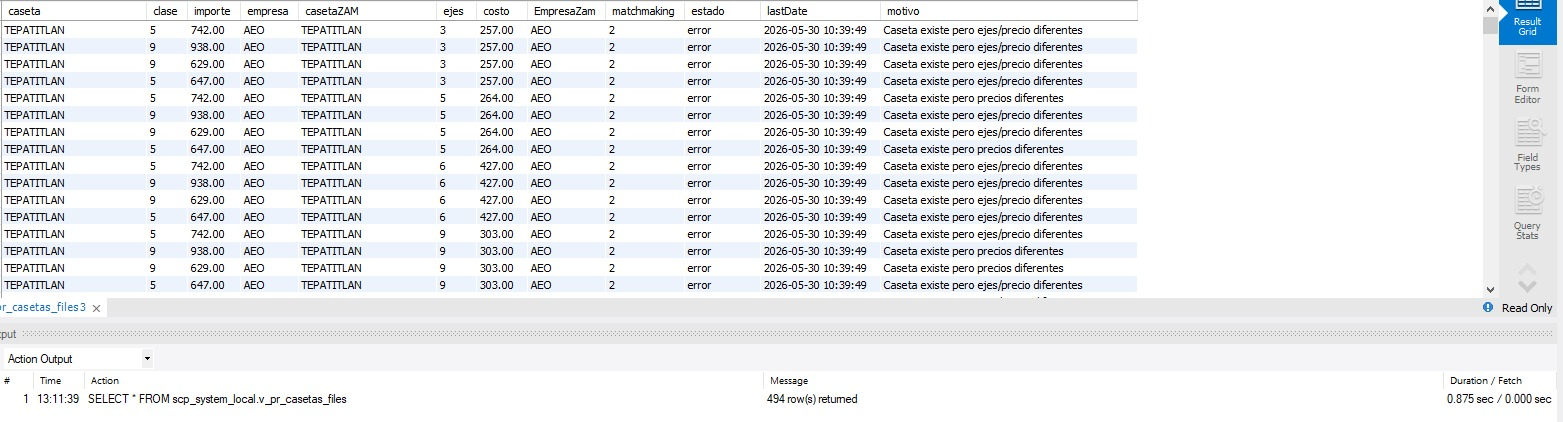 caseta clase importe empresa casetaZAM ejes costo EmpresaZam matchmaking estado lastDate motivo
TEPATITLAN 5 742.00 AEO TEPATITLAN 3 257.00 AEO 2 error 2026-05-30 10:39:49 Caseta existe pero ejes/precio diferentes
TEPATITLAN 9 938.00 AEO TEPATITLAN 3 257.00 AEO 2 error 2026-05-30 10:39:49 Caseta existe pero ejes/precio diferentes
TEPATITLAN 9 629.00 AEO TEPATITLAN 3 257.00 AEO 2 error 2026-05-30 10:39:49 Caseta existe pero ejes/precio diferentes
TEPATITLAN 5 647.00 AEO TEPATITLAN 3 257.00 AEO 2 error 2026-05-30 10:39:49 Caseta existe pero ejes/precio diferentes
TEPATITLAN 5 742.00 AEO TEPATITLAN 5 264.00 AEO 2 error 2026-05-30 10:39:49 Caseta existe pero precios diferentes
TEPATITLAN 9 938.00 AEO TEPATITLAN 5 264.00 AEO 2 error 2026-05-30 10:39:49 Caseta existe pero ejes/precio diferentes
TEPATITLAN 9 629.00 AEO TEPATITLAN 5 264.00 AEO 2 error 2026-05-30 10:39:49 Caseta existe pero ejes/precio diferentes
TEPATITLAN 5 647.00 AEO TEPATITLAN 5 264.00 AEO 2 error 2026-05-30 10:39:49 Caseta existe pero precios diferentes
TEPATITLAN 5 742.00 AEO TEPATITLAN 6 427.00 AEO 2 error 2026-05-30 10:39:49 Caseta existe pero ejes/precio diferentes
TEPATITLAN 9 938.00 AEO TEPATITLAN 6 427.00 AEO 2 error 2026-05-30 10:39:49 Caseta existe pero ejes/precio diferentes
TEPATITLAN 9 629.00 AEO TEPATITLAN 6 427.00 AEO 2 error 2026-05-30 10:39:49 Caseta existe pero ejes/precio diferentes
TEPATITLAN 5 647.00 AEO TEPATITLAN 6 427.00 AEO 2 error 2026-05-30 10:39:49 Caseta existe pero ejes/precio diferentes
TEPATITLAN 5 742.00 AEO TEPATITLAN 9 303.00 AEO 2 error 2026-05-30 10:39:49 Caseta existe pero ejes/precio diferentes
TEPATITLAN 9 938.00 AEO TEPATITLAN 9 303.00 AEO 2 error 2026-05-30 10:39:49 Caseta existe pero precios diferentes
TEPATITLAN 9 629.00 AEO TEPATITLAN 9 303.00 AEO 2 error 2026-05-30 10:39:49 Caseta existe pero precios diferentes
TEPATITLAN 5 647.00 AEO TEPATITLAN 9 303.00 AEO 2 error 2026-05-30 10:39:49 Caseta existe pero ejes/precio diferentes
Result
Grid
Form
Editor
Field
Types
Query
Stats
pr_casetas_files3
Read Only
Action Output
# Time Action Message Duration / Fetch
1 13:11:39 SELECT * FROM scp_system_local.v_pr_casetas_files 494 row(s) returned 0.875 sec / 0.000 sec